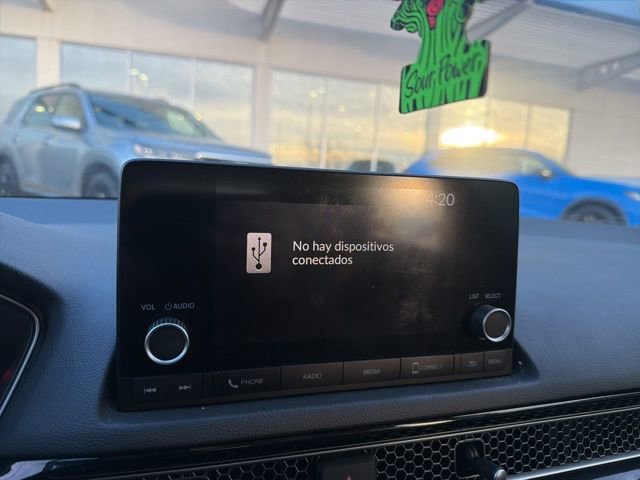 Sour Power
4:20
No hay dispositivos
conectados
VOL AUDIO
LIST SELECT
PHONE RADIO MEDIA CONNECT MENU